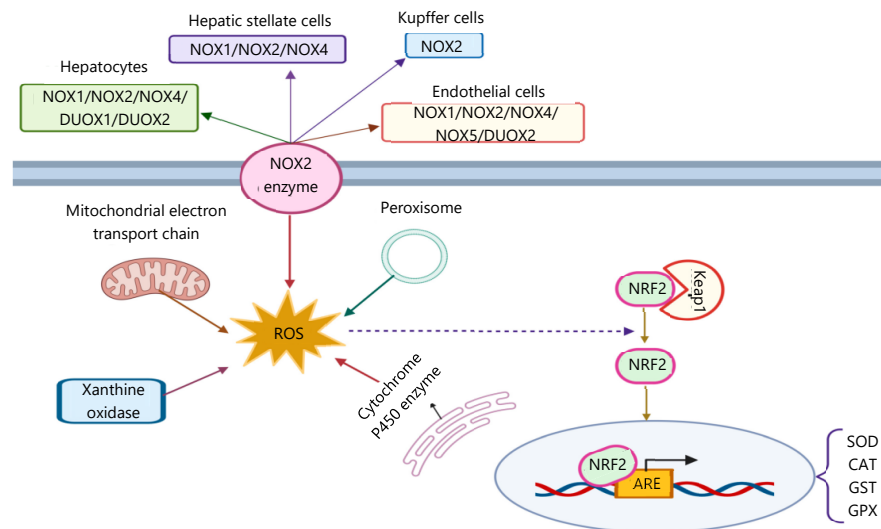 Hepatic stellate cells
NOX1/NOX2/NOX4
Kupffer cells
NOX2
Hepatocytes
NOX1/NOX2/NOX4/
DUOX1/DUOX2
Endothelial cells
NOX1/NOX2/NOX4/
NOX5/DUOX2
NOX2
enzyme
Mitochondrial electron
transport chain
Peroxisome
ROS
Xanthine
oxidase
Cytochrome
P450 enzyme
NRF2
Keap1
NRF2
NRF2
ARE
SOD
CAT
GST
GPX